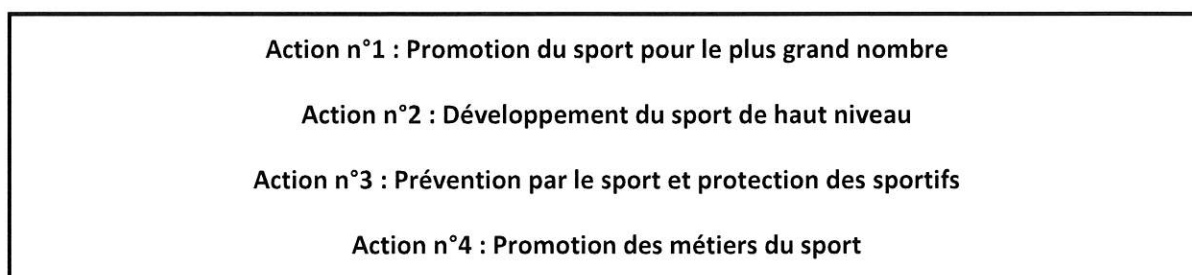 Action n°1 : Promotion du sport pour le plus grand nombre
Action n°2 : Développement du sport de haut niveau
Action n°3 : Prévention par le sport et protection des sportifs
Action n°4 : Promotion des métiers du sport